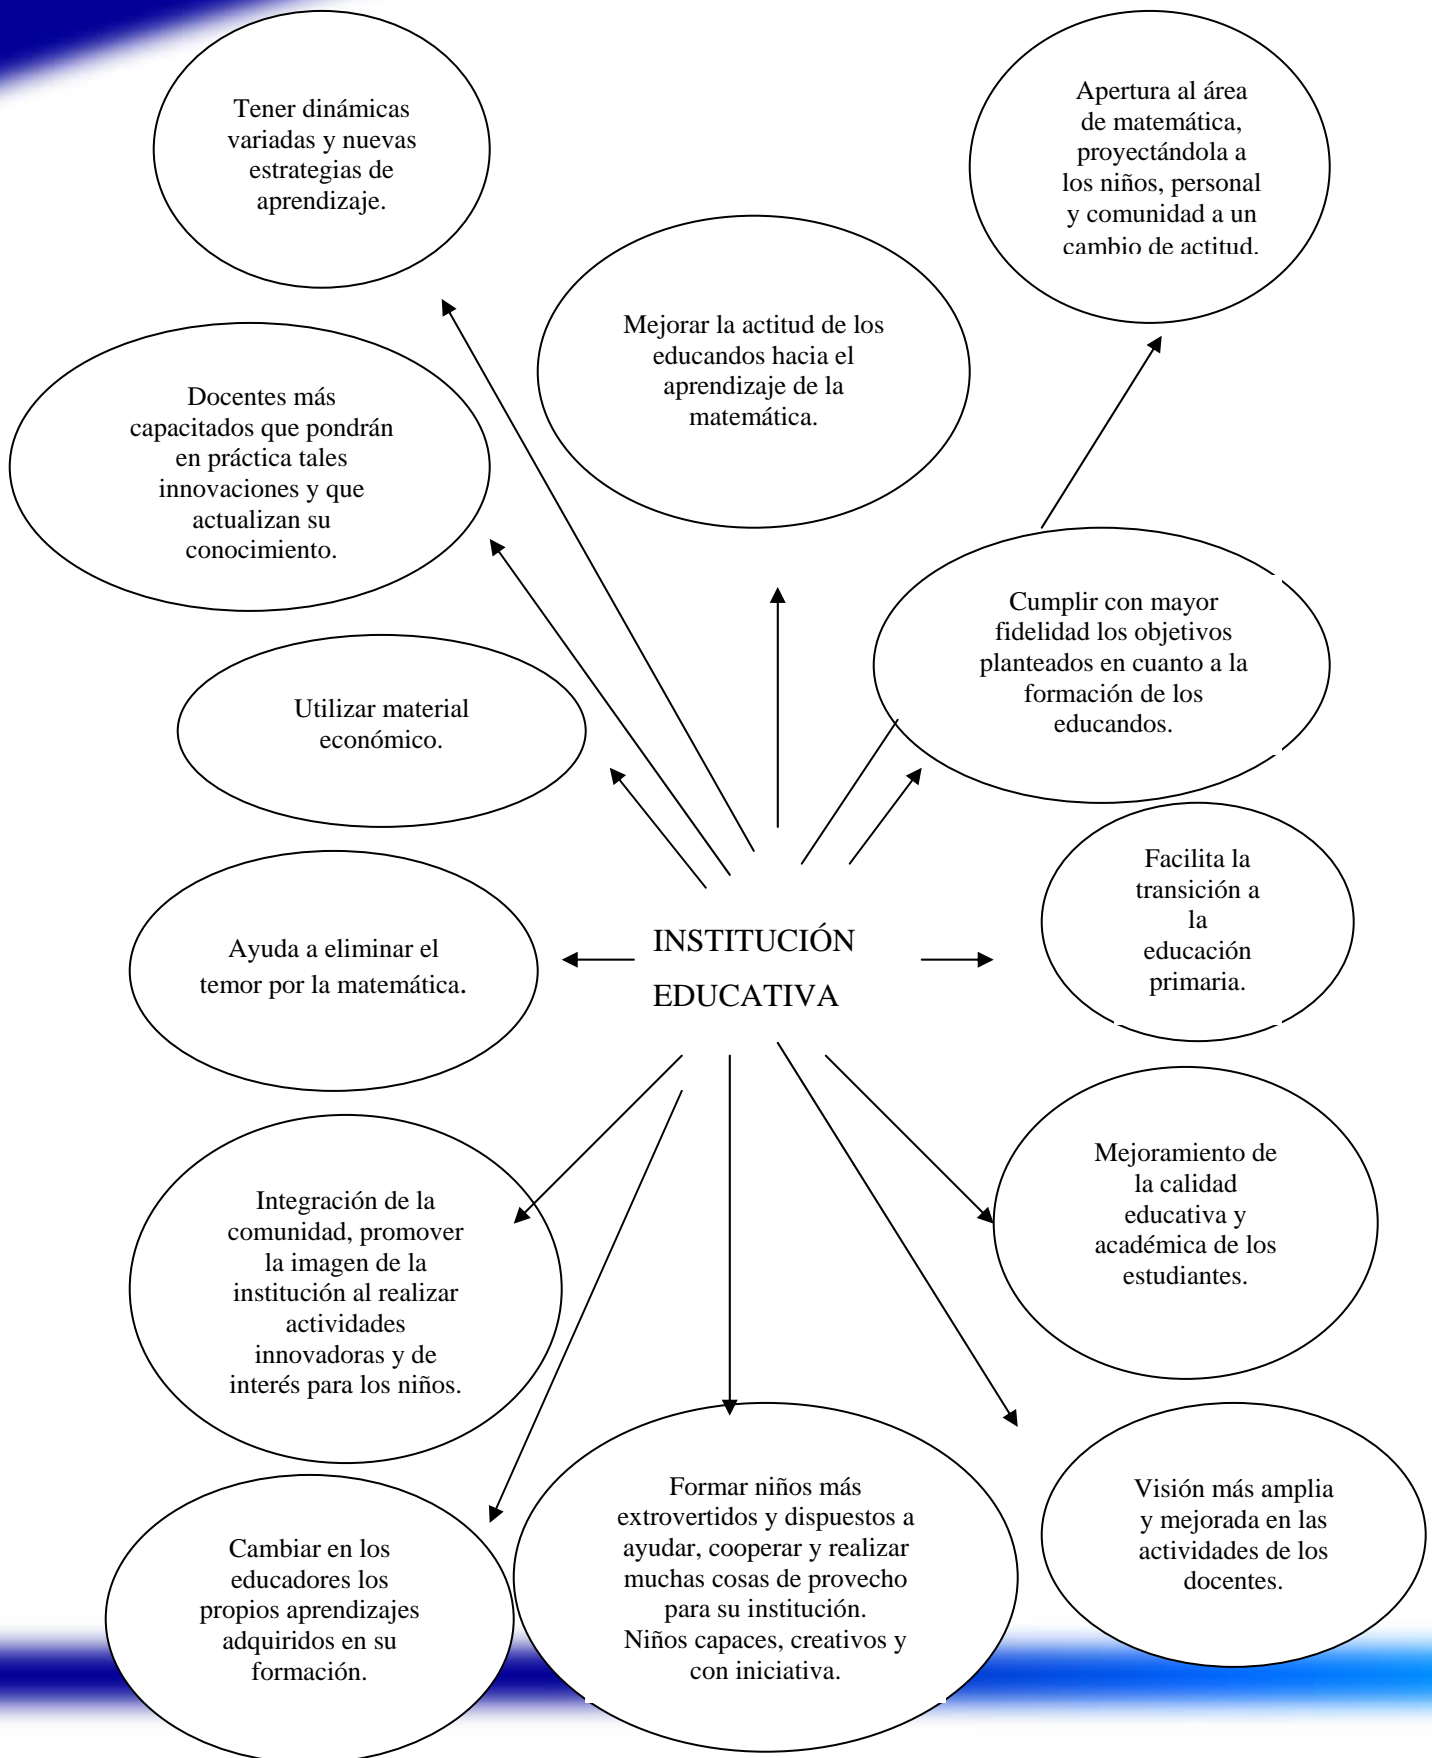 Tener dinámicas
variadas y nuevas
estrategias de
aprendizaje.
Apertura al área
de matemática,
proyectándola a
los niños, personal
y comunidad a un
cambio de actitud.
Mejorar la actitud de los
educandos hacia el
aprendizaje de la
matemática.
Docentes más
capacitados que pondrán
en práctica tales
innovaciones y que
actualizan su
conocimiento.
Cumplir con mayor
fidelidad los objetivos
planteados en cuanto a la
formación de los
educandos.
Utilizar material
económico.
Facilita la
transición a
la
educación
primaria.
Ayuda a eliminar el
temor por la matemática.
INSTITUCIÓN
EDUCATIVA
Mejoramiento de
la calidad
educativa y
académica de los
estudiantes.
Integración de la
comunidad, promover
la imagen de la
institución al realizar
actividades
innovadoras y de
interés para los niños.
Formar niños más
extrovertidos y dispuestos a
ayudar, cooperar y realizar
muchas cosas de provecho
para su institución.
Niños capaces, creativos y
con iniciativa.
Visión más amplia
y mejorada en las
actividades de los
docentes.
Cambiar en los
educadores los
propios aprendizajes
adquiridos en su
formación.